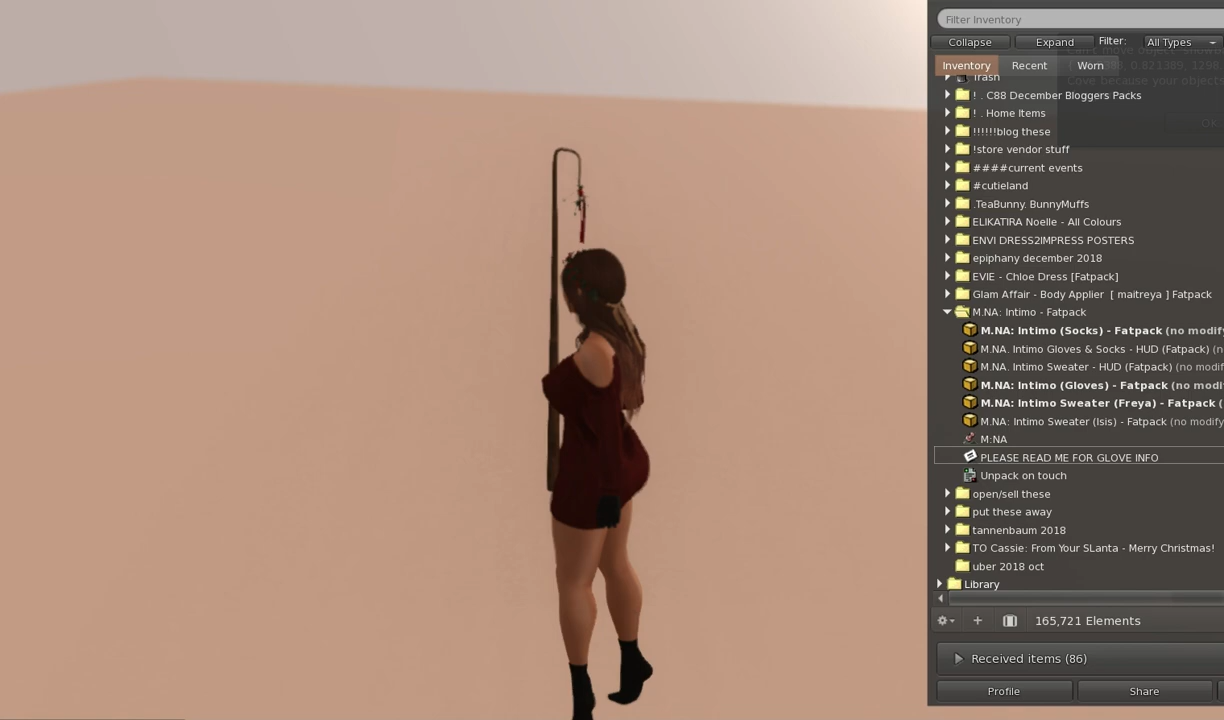 Filter Inventory
Collapse Expand Filter: All Types
Inventory Recent Worn
Trash
! . C88 December Bloggers Packs
! . Home Items
OK
!!!!!!blog these
!store vendor stuff
####current events
#cutieland
.TeaBunny. BunnyMuffs
ELIKATIRA Noelle - All Colours
ENVI DRESS2IMPRESS POSTERS
epiphany december 2018
EVIE - Chloe Dress [Fatpack]
Glam Affair - Body Applier [ maitreya ] Fatpack
M.NA: Intimo - Fatpack
M.NA: Intimo (Socks) - Fatpack (no modify
M.NA. Intimo Gloves & Socks - HUD (Fatpack) (n
M.NA. Intimo Sweater - HUD (Fatpack) (no modif
M.NA: Intimo (Gloves) - Fatpack (no modi
M.NA: Intimo Sweater (Freya) - Fatpack (
M.NA: Intimo Sweater (Isis) - Fatpack (no modify
M:NA
PLEASE READ ME FOR GLOVE INFO
Unpack on touch
open/sell these
put these away
tannenbaum 2018
TO Cassie: From Your SLanta - Merry Christmas!
uber 2018 oct
Library
165,721 Elements
Received items (86)
Profile Share